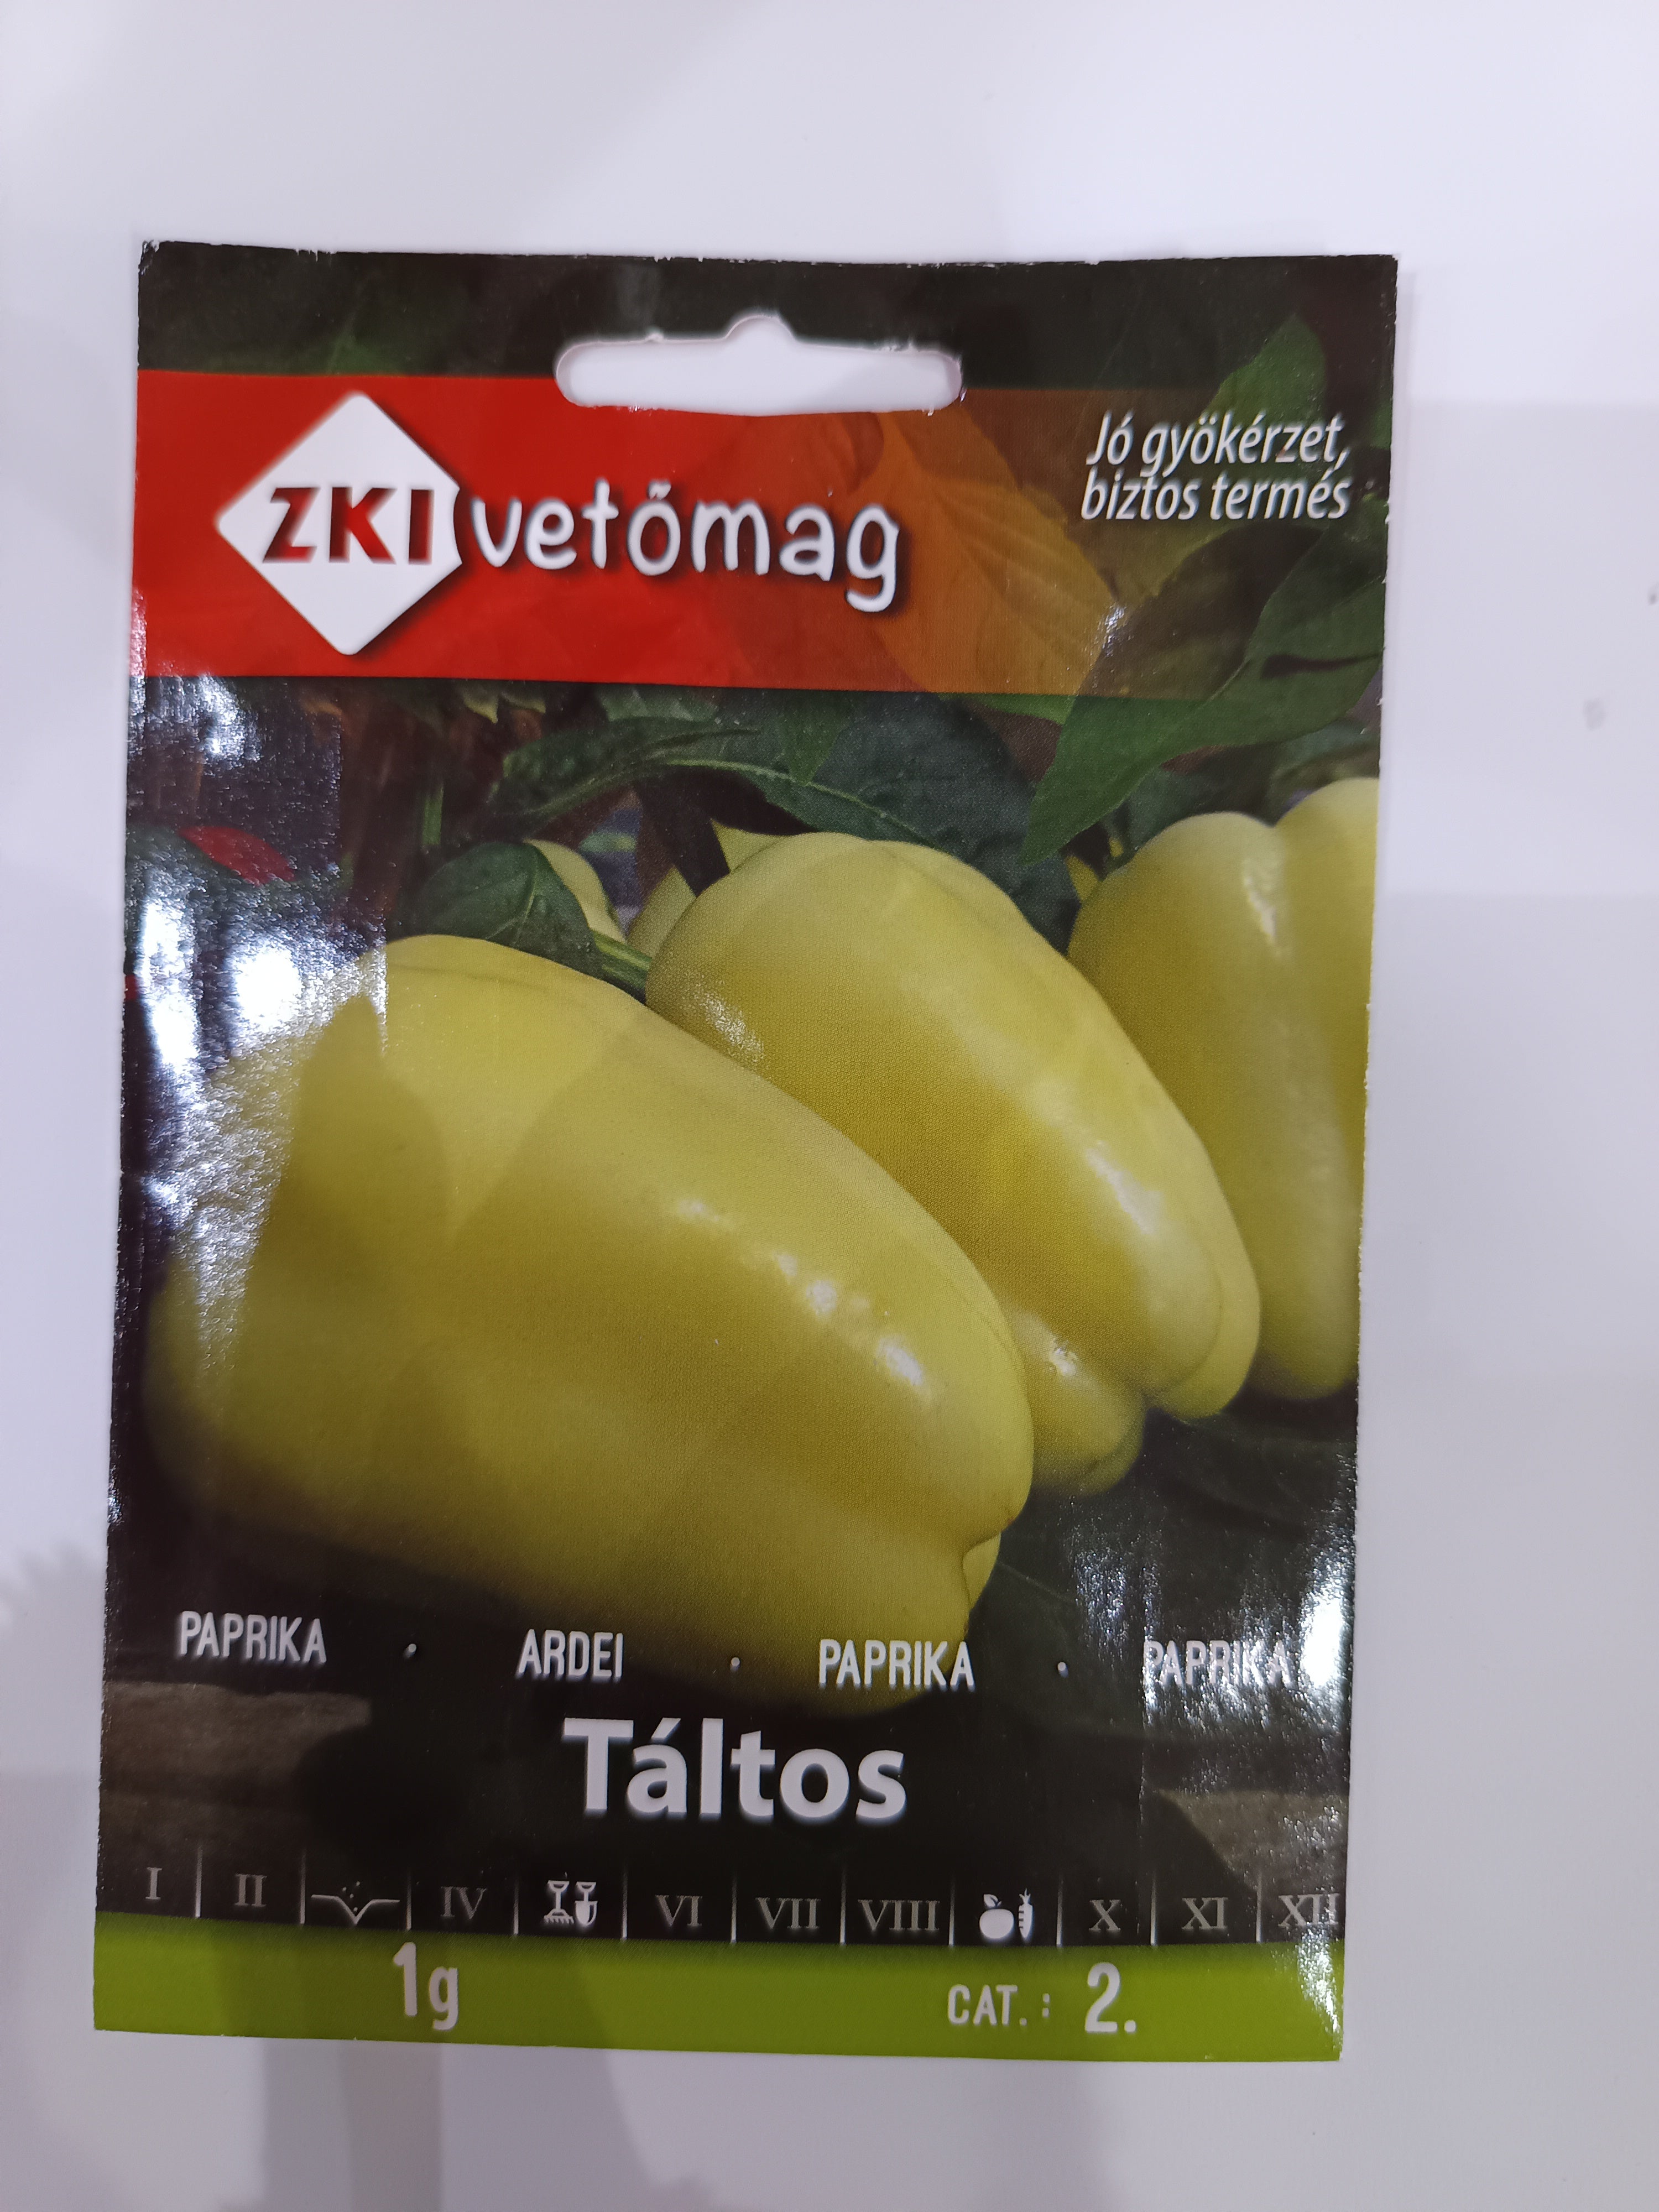 Jó gyökérzet,
biztos termés
ZKI vetőmag
PAPRIKA · ARDEI · PAPRIKA · PAPRIKA
Táltos
I II IV VI VII VIII X XI XII
1g CAT.: 2.